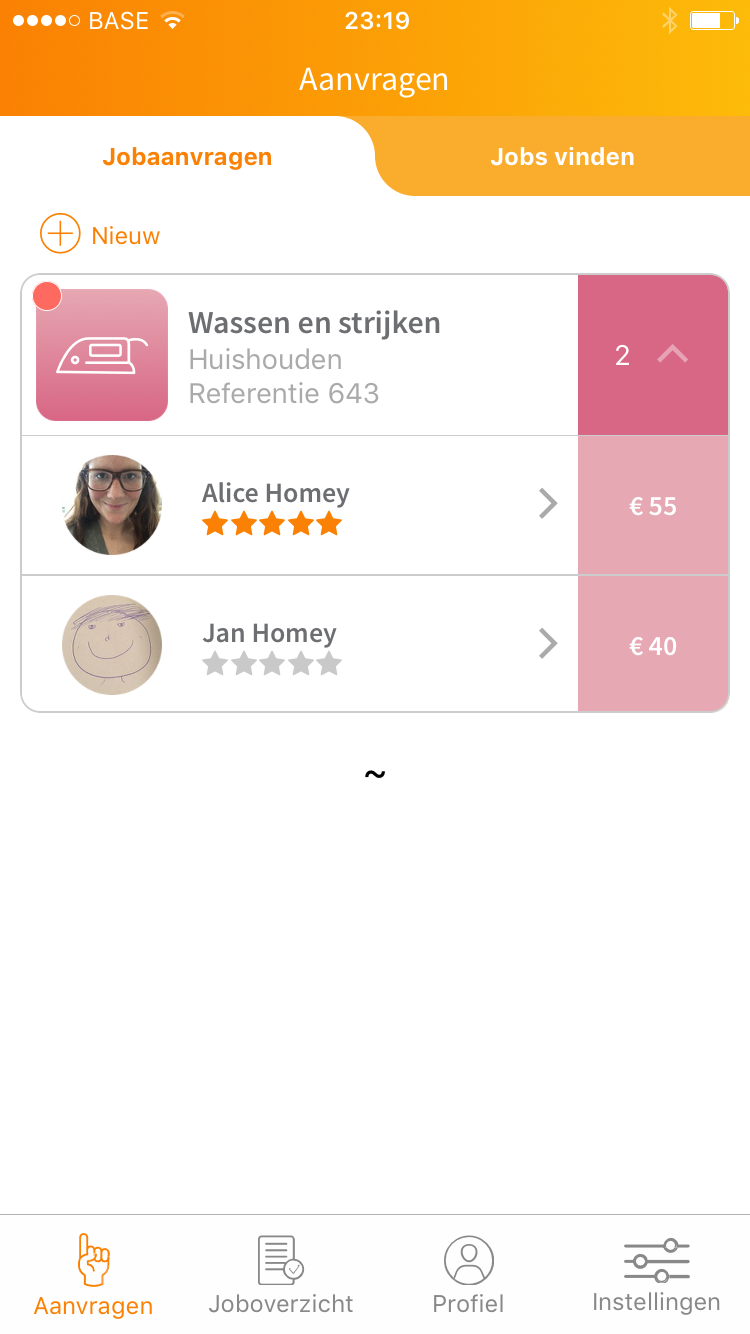 BASE 23:19
Aanvragen
Jobaanvragen Jobs vinden
Nieuw
Wassen en strijken
Huishouden
Referentie 643
2
Alice Homey
€ 55
Jan Homey
€ 40
~
Aanvragen Joboverzicht Profiel Instellingen